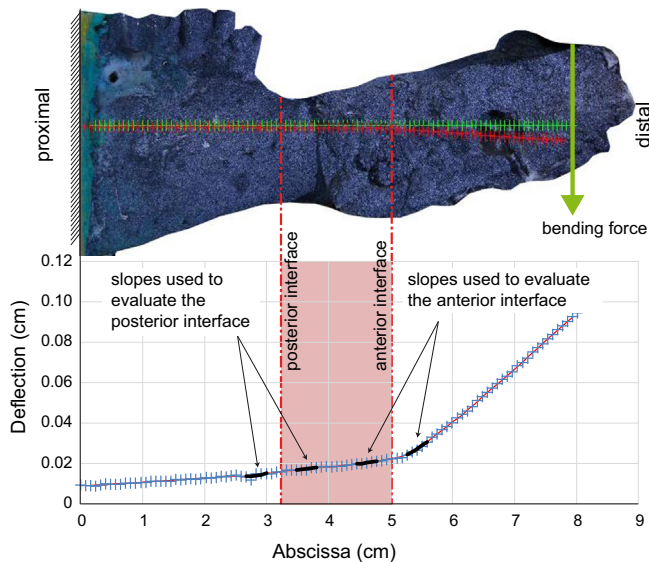 proximal
distal
bending force
0.12
0.10
0.08
0.06
0.04
0.02
0
Deflection (cm)
slopes used to
evaluate the
posterior interface
posterior interface
anterior interface
slopes used to evaluate
the anterior interface
0 1 2 3 4 5 6 7 8 9
Abscissa (cm)